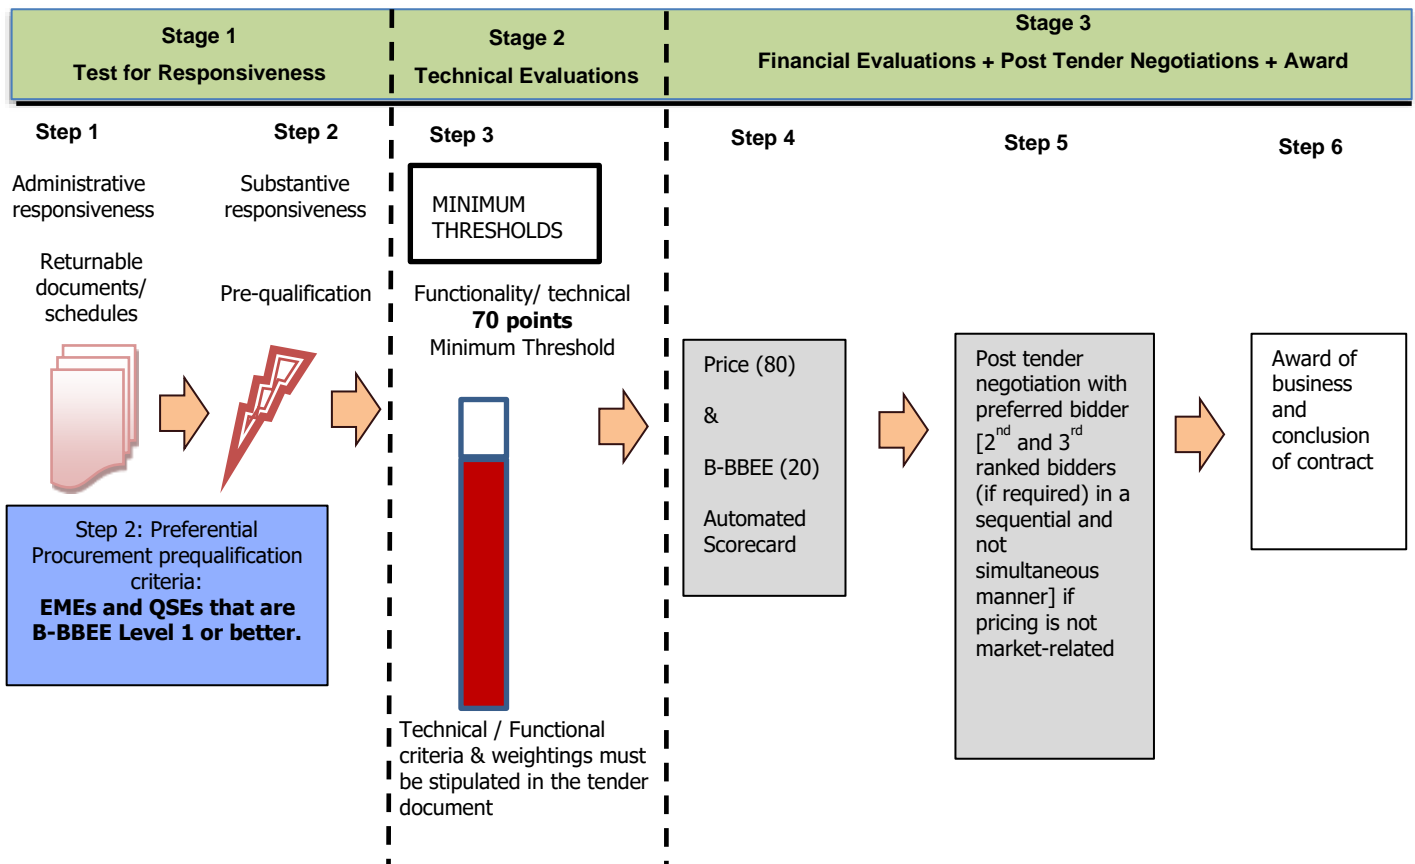 Stage 1
Test for Responsiveness
Stage 2
Technical Evaluations
Stage 3
Financial Evaluations + Post Tender Negotiations + Award
Step 1
Administrative
responsiveness
Returnable
documents/
schedules
Step 2
Substantive
responsiveness
Pre-qualification
Step 2: Preferential
Procurement prequalification
criteria:
EMEs and QSEs that are
B-BBEE Level 1 or better.
Step 3
MINIMUM
THRESHOLDS
Functionality/ technical
70 points
Minimum Threshold
Technical / Functional
criteria & weightings must
be stipulated in the tender
document
Step 4
Price (80)
&
B-BBEE (20)
Automated
Scorecard
Step 5
Post tender
negotiation with
preferred bidder
[2nd and 3rd
ranked bidders
(if required) in a
sequential and
not
simultaneous
manner] if
pricing is not
market-related
Step 6
Award of
business
and
conclusion
of contract